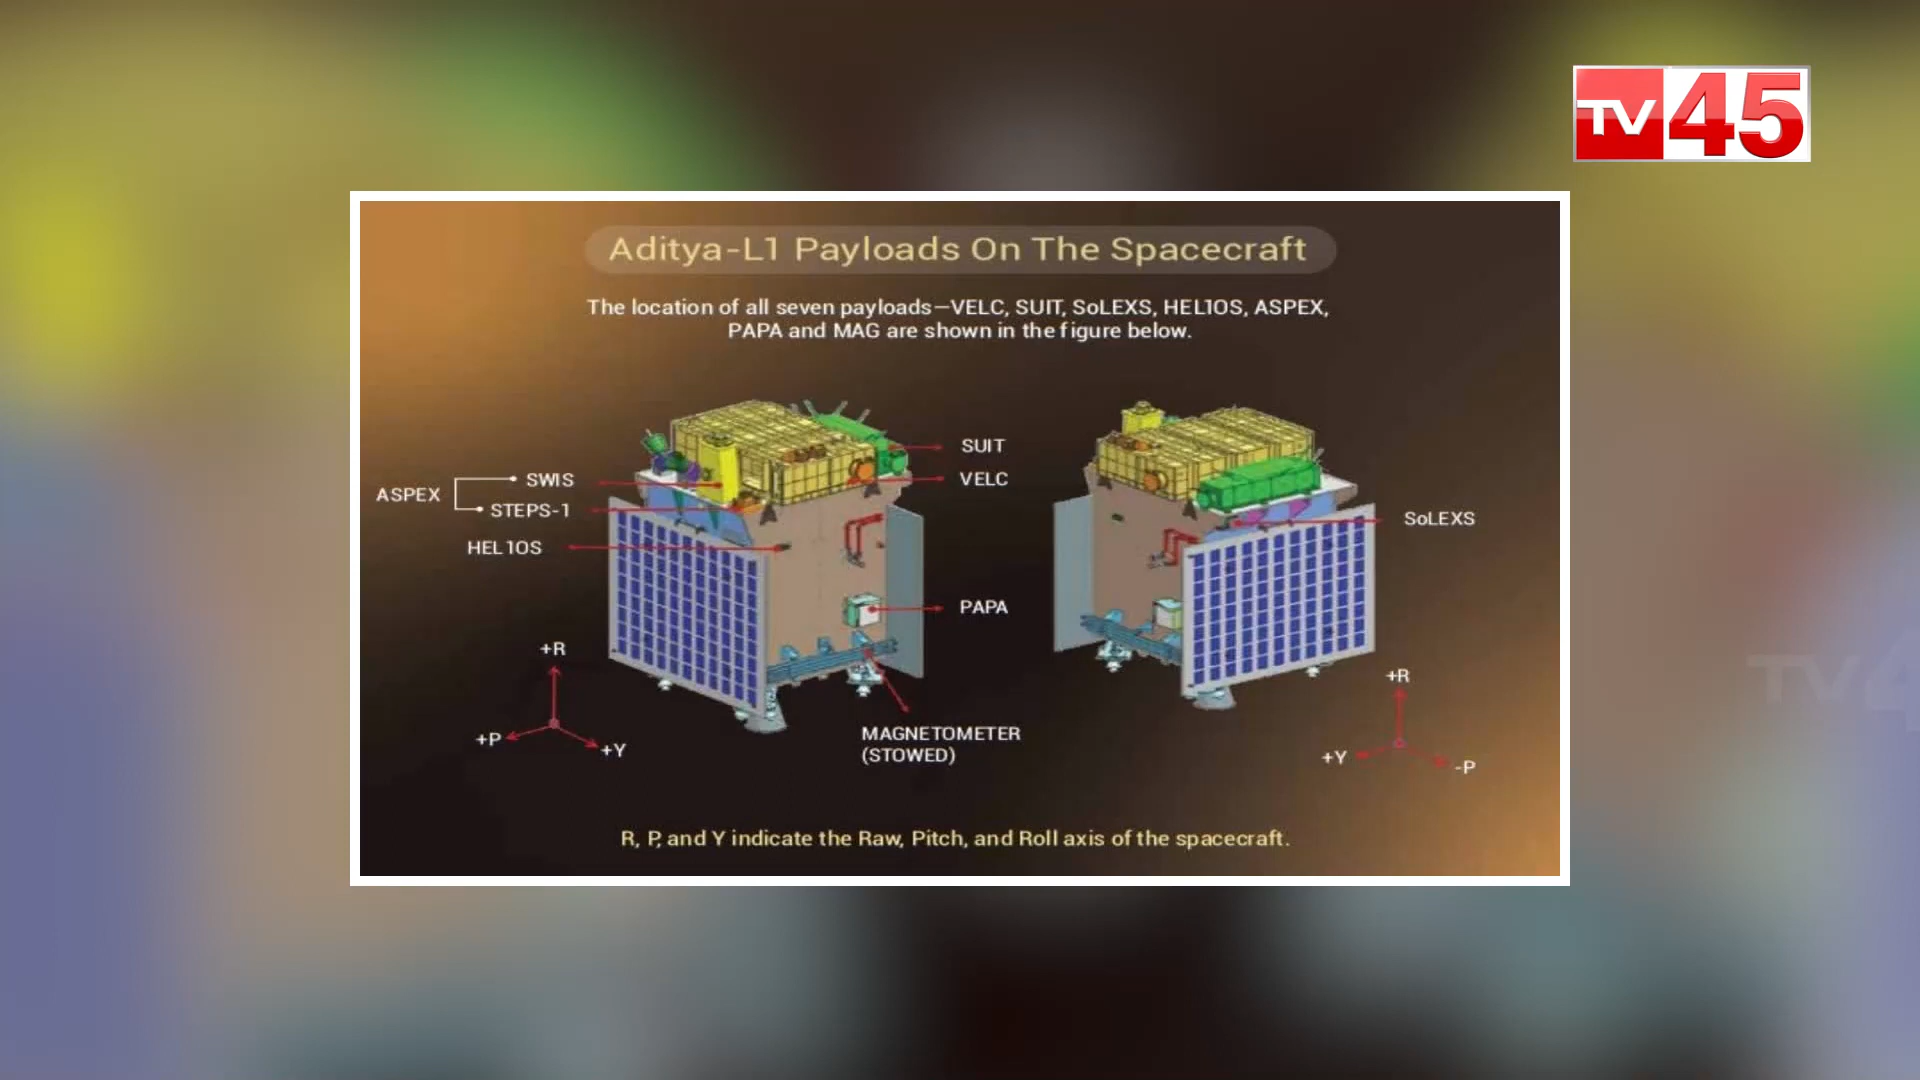 TV45
Aditya-L1 Payloads On The Spacecraft
The location of all seven payloads—VELC, SUIT, SoLEXS, HEL1OS, ASPEX,
PAPA and MAG are shown in the figure below.
SUIT
VELC
ASPEX
SWIS
STEPS-1
HEL1OS
SoLEXS
PAPA
MAGNETOMETER
(STOWED)
+R
+P
+Y
+R
+Y
-P
R, P, and Y indicate the Raw, Pitch, and Roll axis of the spacecraft.
TV4